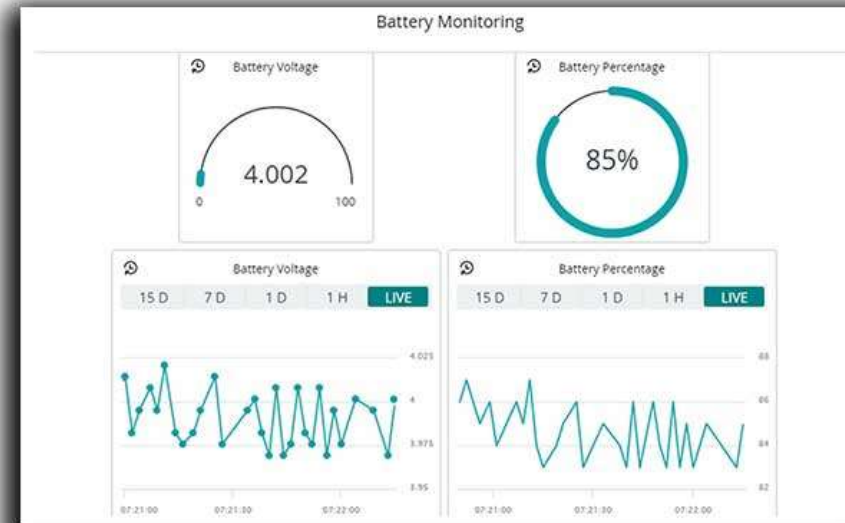 Battery Monitoring
Battery Voltage
4.002
0 100
Battery Percentage
85%
Battery Voltage
15 D 7 D 1 D 1 H LIVE
4.025
4
3.975
3.95
07:21:00 07:21:30 07:22:00
Battery Percentage
15 D 7 D 1 D 1 H LIVE
88
86
84
82
07:21:00 07:21:30 07:22:00